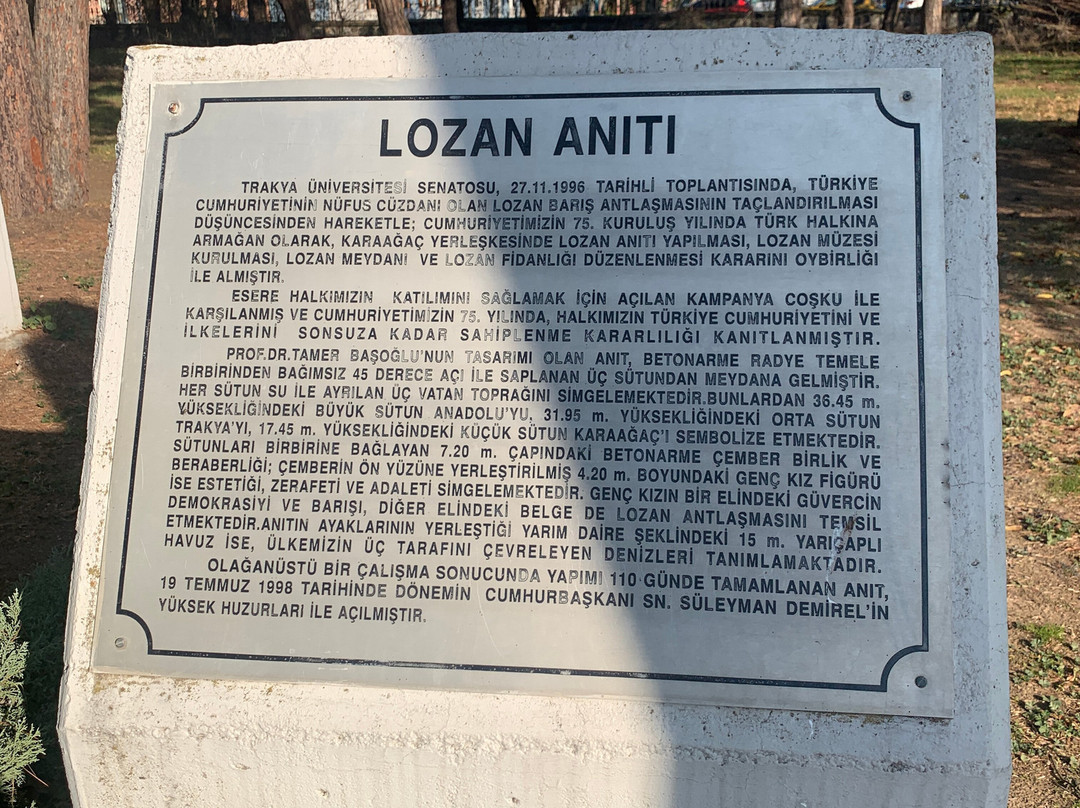 LOZAN ANITI
TRAKYA ÜNİVERSİTESİ SENATOSU, 27.11.1996 TARİHLİ TOPLANTISINDA, TÜRKİYE
CUMHURİYETİNİN NÜFUS CÜZDANI OLAN LOZAN BARIŞ ANTLAŞMASININ TAÇLANDIRILMASI
DÜŞÜNCESİNDEN HAREKETLE; CUMHURİYETİMİZİN 75. KURULUŞ YILINDA TÜRK HALKINA
ARMAĞAN OLARAK, KARAAĞAÇ YERLEŞKESİNDE LOZAN ANITI YAPILMASI, LOZAN MÜZESİ
KURULMASI, LOZAN MEYDANI VE LOZAN FİDANLIĞI DÜZENLENMESİ KARARINI OYBİRLİĞİ
İLE ALMIŞTIR.
ESERE HALKIMIZIN KATILIMINI SAĞLAMAK İÇİN AÇILAN KAMPANYA COŞKU İLE
KARŞILANMIŞ VE CUMHURİYETİMİZİN 75. YILINDA, HALKIMIZIN TÜRKİYE CUMHURİYETİNİ VE
İLKELERİNİ SONSUZA KADAR SAHİPLENME KARARLILIĞI KANITLANMIŞTIR.
PROF.DR.TAMER BAŞOĞLU'NUN TASARIMI OLAN ANIT, BETONARME RADYE TEMELE
BİRBİRİNDEN BAĞIMSIZ 45 DERECE AÇI İLE SAPLANAN ÜÇ SÜTUNDAN MEYDANA GELMİŞTİR.
HER SÜTUN SU İLE AYRILAN ÜÇ VATAN TOPRAĞINI SİMGELEMEKTEDİR.BUNLARDAN 36.45 m.
YÜKSEKLİĞİNDEKİ BÜYÜK SÜTUN ANADOLU'YU, 31.95 m. YÜKSEKLİĞİNDEKİ ORTA SÜTUN
TRAKYA'YI, 17.45 m. YÜKSEKLİĞİNDEKİ KÜÇÜK SÜTUN KARAAĞAÇ'I SEMBOLİZE ETMEKTEDİR.
SÜTUNLARI BİRBİRİNE BAĞLAYAN 7.20 m. ÇAPINDAKİ BETONARME ÇEMBER BİRLİK VE
BERABERLİĞİ; ÇEMBERİN ÖN YÜZÜNE YERLEŞTİRİLMİŞ 4.20 m. BOYUNDAKİ GENÇ KIZ FİGÜRÜ
İSE ESTETİĞİ, ZERAFETİ VE ADALETİ SİMGELEMEKTEDİR. GENÇ KIZIN BİR ELİNDEKİ GÜVERCİN
DEMOKRASİYİ VE BARIŞI, DİĞER ELİNDEKİ BELGE DE LOZAN ANTLAŞMASINI TEMSİL
ETMEKTEDİR.ANITIN AYAKLARININ YERLEŞTİĞİ YARIM DAİRE ŞEKLİNDEKİ 15 m. YARIÇAPLI
HAVUZ İSE, ÜLKEMİZİN ÜÇ TARAFINI ÇEVRELEYEN DENİZLERİ TANIMLAMAKTADIR.
OLAĞANÜSTÜ BİR ÇALIŞMA SONUCUNDA YAPIMI 110 GÜNDE TAMAMLANAN ANIT,
19 TEMMUZ 1998 TARİHİNDE DÖNEMİN CUMHURBAŞKANI SN. SÜLEYMAN DEMİREL'İN
YÜKSEK HUZURLARI İLE AÇILMIŞTIR.